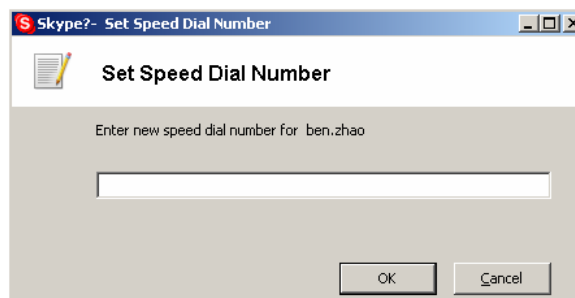 Skype?- Set Speed Dial Number
Set Speed Dial Number
Enter new speed dial number for ben.zhao
OK
Cancel